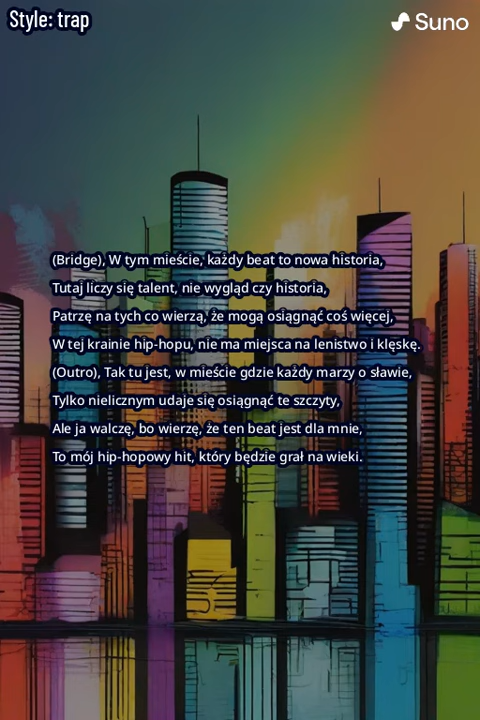 Style: trap
Suno
(Bridge), W tym mieście, każdy beat to nowa historia,
Tutaj liczy się talent, nie wygląd czy historia,
Patrzę na tych co wierzą, że mogą osiągnąć coś więcej,
W tej krainie hip-hopu, nie ma miejsca na lenistwo i klęskę.
(Outro), Tak tu jest, w mieście gdzie każdy marzy o sławie,
Tylko nielicznym udaje się osiągnąć te szczyty,
Ale ja walczę, bo wierzę, że ten beat jest dla mnie,
To mój hip-hopowy hit, który będzie grał na wieki.